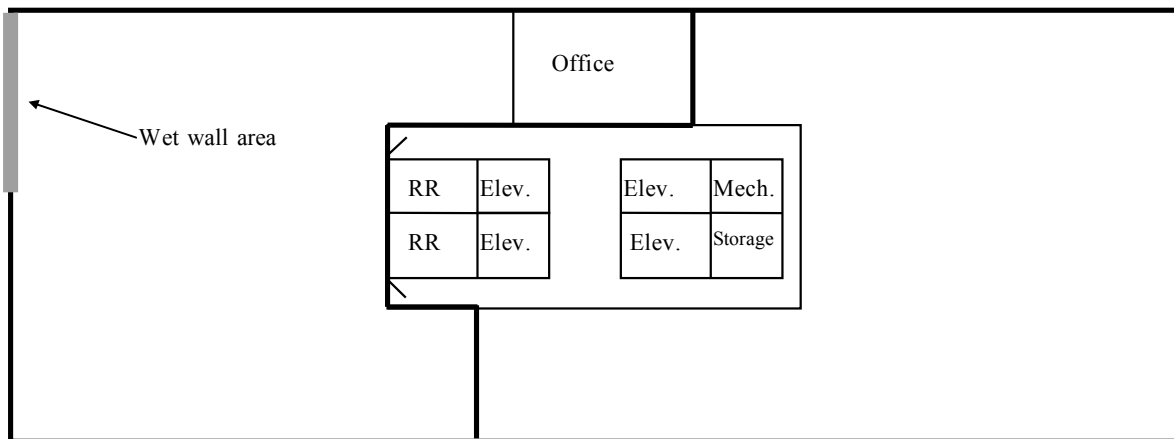 Office
Wet wall area
RR Elev. Elev. Mech.
RR Elev. Elev. Storage